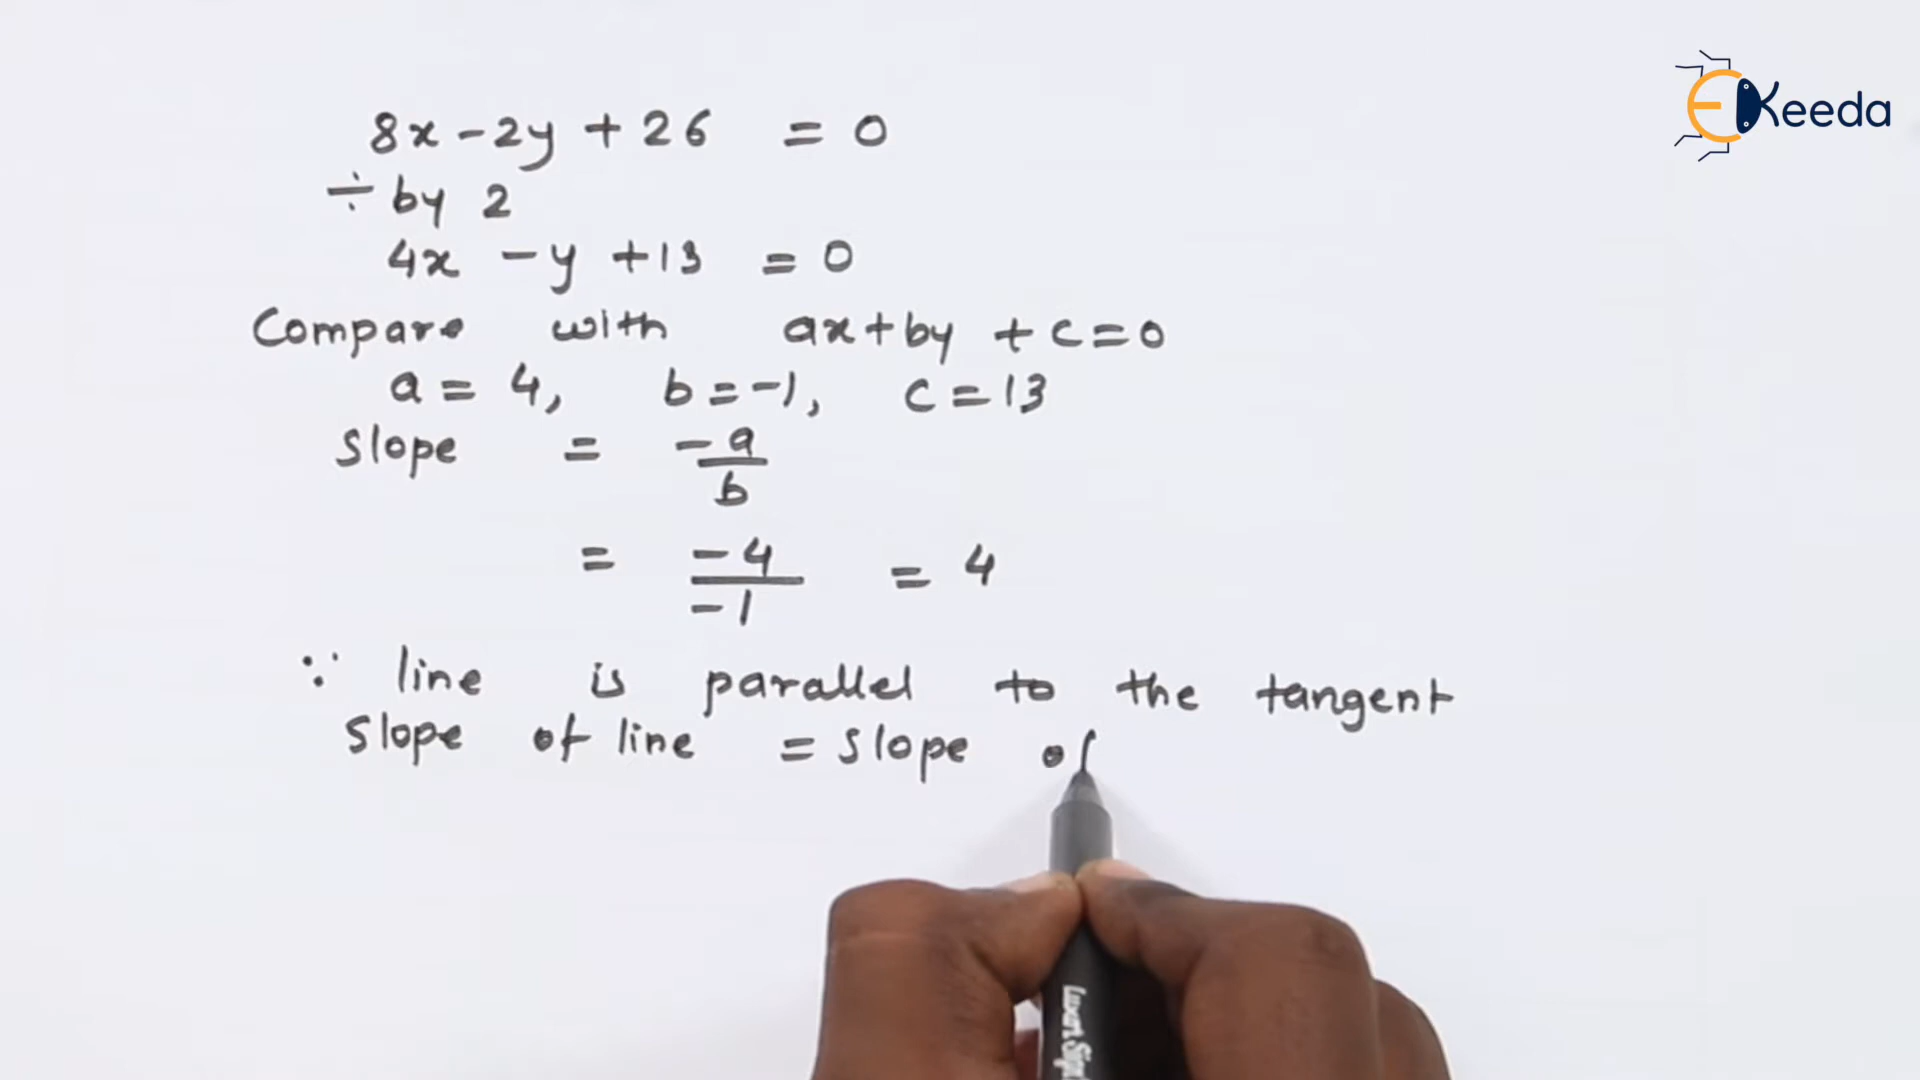 EKeeda
8x - 2y + 26 = 0
÷ by 2
4x - y + 13 = 0
Compare with ax + by + c = 0
a = 4, b = -1, c = 13
Slope = -a/b
= -4/-1 = 4
∵ line is parallel to the tangent
Slope of line = slope of